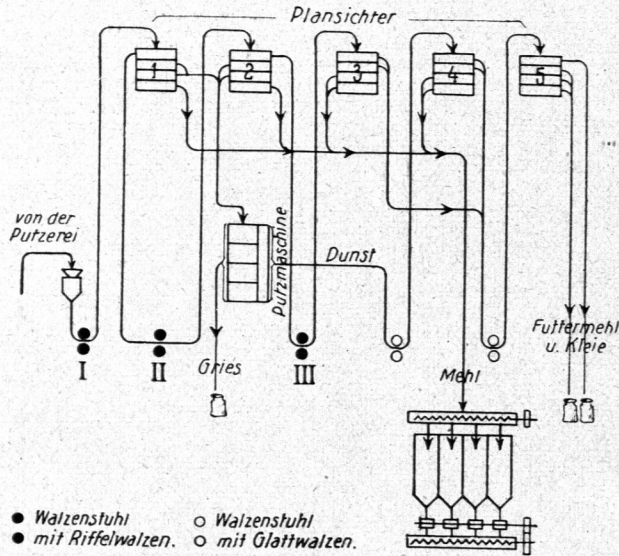 Plansichter
1
2
3
4
5
von der
Putzerei
Putzmaschine
Dunst
I
II
Gries
III
Mehl
Futtermehl
u. Kleie
Walzenstuhl
mit Riffelwalzen.
Walzenstuhl
mit Glattwalzen.